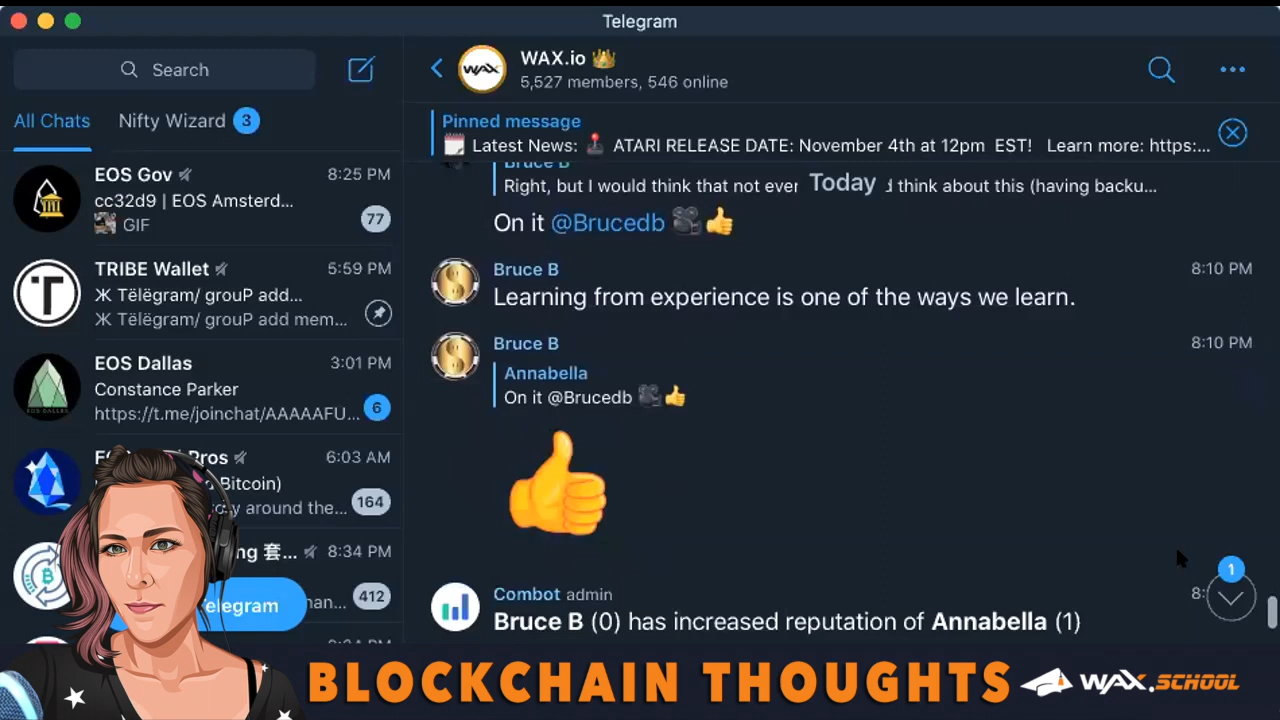 Telegram
Search
All Chats
Nifty Wizard 3
EOS Gov
8:25 PM
cc32d9 | EOS Amsterd...
GIF
77
TRIBE Wallet
5:59 PM
Ж Tëlëgram/ grouP add...
Ж Tëlëgram/ grouP add mem...
EOS Dallas
3:01 PM
Constance Parker
https://t.me/joinchat/AAAAAFU...
6
EOS DALLAS
Pros
6:03 AM
Bitcoin)
around the...
164
套...
8:34 PM
412
elegram
WAX.io 👑
WAX
5,527 members, 546 online
Pinned message
🗓 Latest News: 🕹 ATARI RELEASE DATE: November 4th at 12pm EST! Learn more: https:...
Bruce B
Right, but I would think that not ever
Today
think about this (having backu...
On it @Brucedb 🎥👍
Bruce B
8:10 PM
Learning from experience is one of the ways we learn.
Bruce B
8:10 PM
Annabella
On it @Brucedb 🎥👍
👍
1
Combot admin
8:
Bruce B (0) has increased reputation of Annabella (1)
BLOCKCHAIN THOUGHTS
WAX.SCHOOL